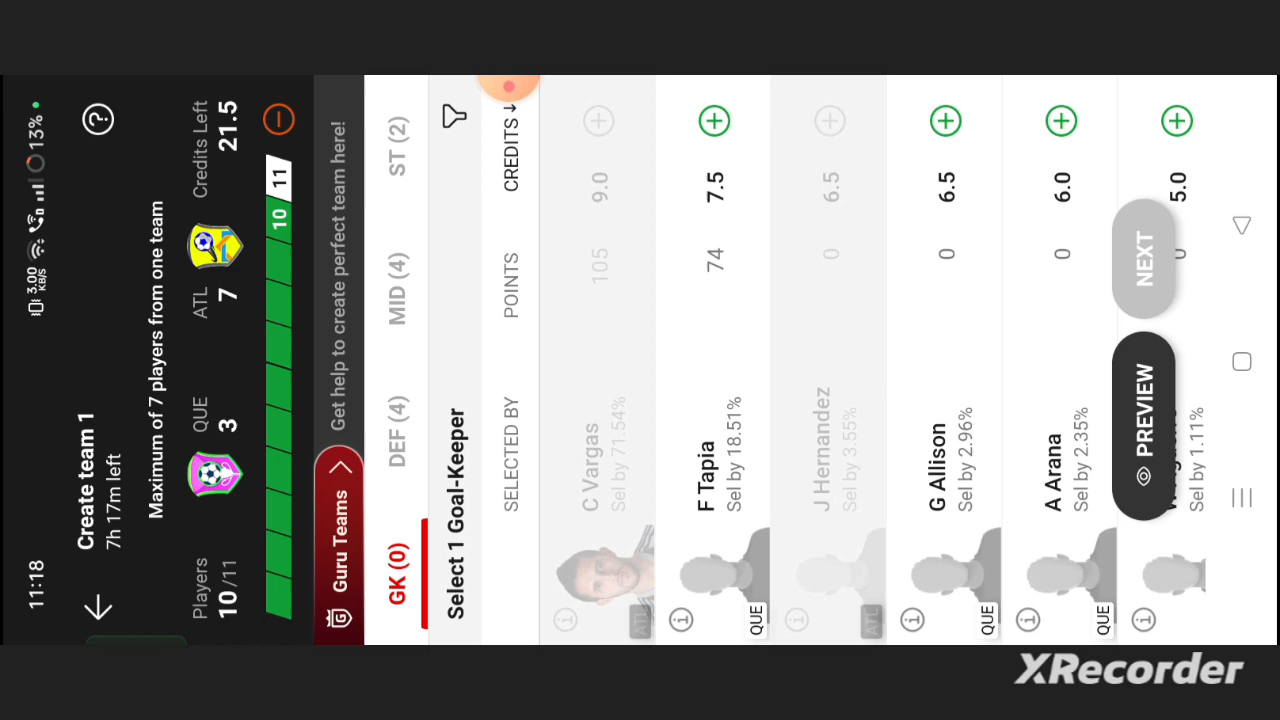 11:18
3.00 KB/S
13%
Create team 1
7h 17m left
Maximum of 7 players from one team
Players
10/11
QUE
3
ATL
7
Credits Left
21.5
10
11
Guru Teams
Get help to create perfect team here!
GK (0)
DEF (4)
MID (4)
ST (2)
Select 1 Goal-Keeper
SELECTED BY
POINTS
CREDITS ↓
C Vargas
Sel by 71.54%
105
9.0
ATL
F Tapia
Sel by 18.51%
74
7.5
QUE
J Hernandez
Sel by 3.55%
0
6.5
ATL
G Allison
Sel by 2.96%
0
6.5
QUE
A Arana
Sel by 2.35%
0
6.0
QUE
Sel by 1.11%
0
5.0
PREVIEW
NEXT
XRecorder